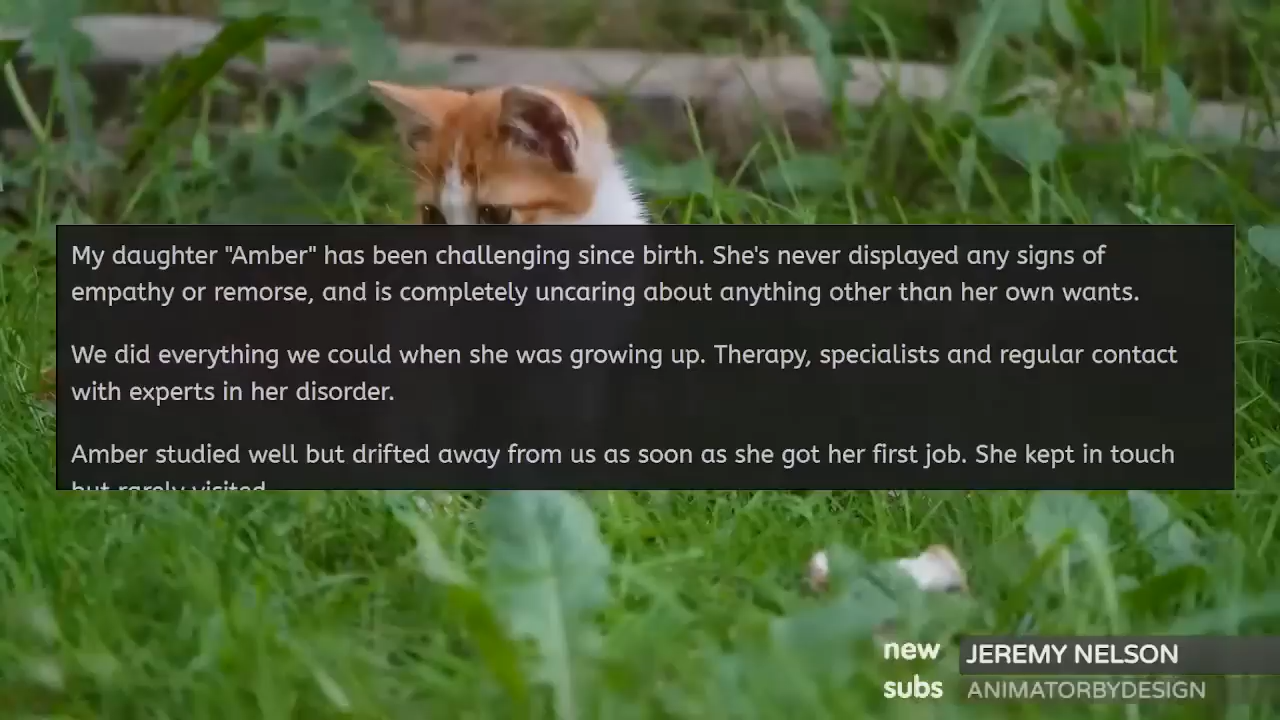 My daughter "Amber" has been challenging since birth. She's never displayed any signs of
empathy or remorse, and is completely uncaring about anything other than her own wants.
We did everything we could when she was growing up. Therapy, specialists and regular contact
with experts in her disorder.
Amber studied well but drifted away from us as soon as she got her first job. She kept in touch
but rarely visited
new
JEREMY NELSON
subs
ANIMATORBYDESIGN